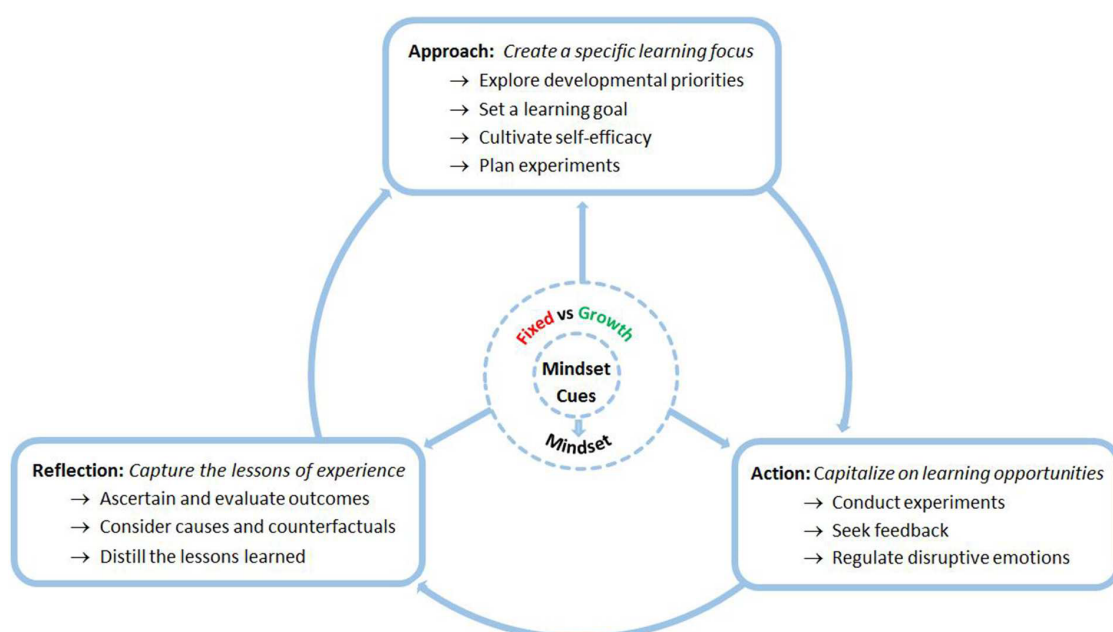 Approach: Create a specific learning focus
→ Explore developmental priorities
→ Set a learning goal
→ Cultivate self-efficacy
→ Plan experiments
Fixed vs Growth
Mindset
Cues
Mindset
Reflection: Capture the lessons of experience
→ Ascertain and evaluate outcomes
→ Consider causes and counterfactuals
→ Distill the lessons learned
Action: Capitalize on learning opportunities
→ Conduct experiments
→ Seek feedback
→ Regulate disruptive emotions